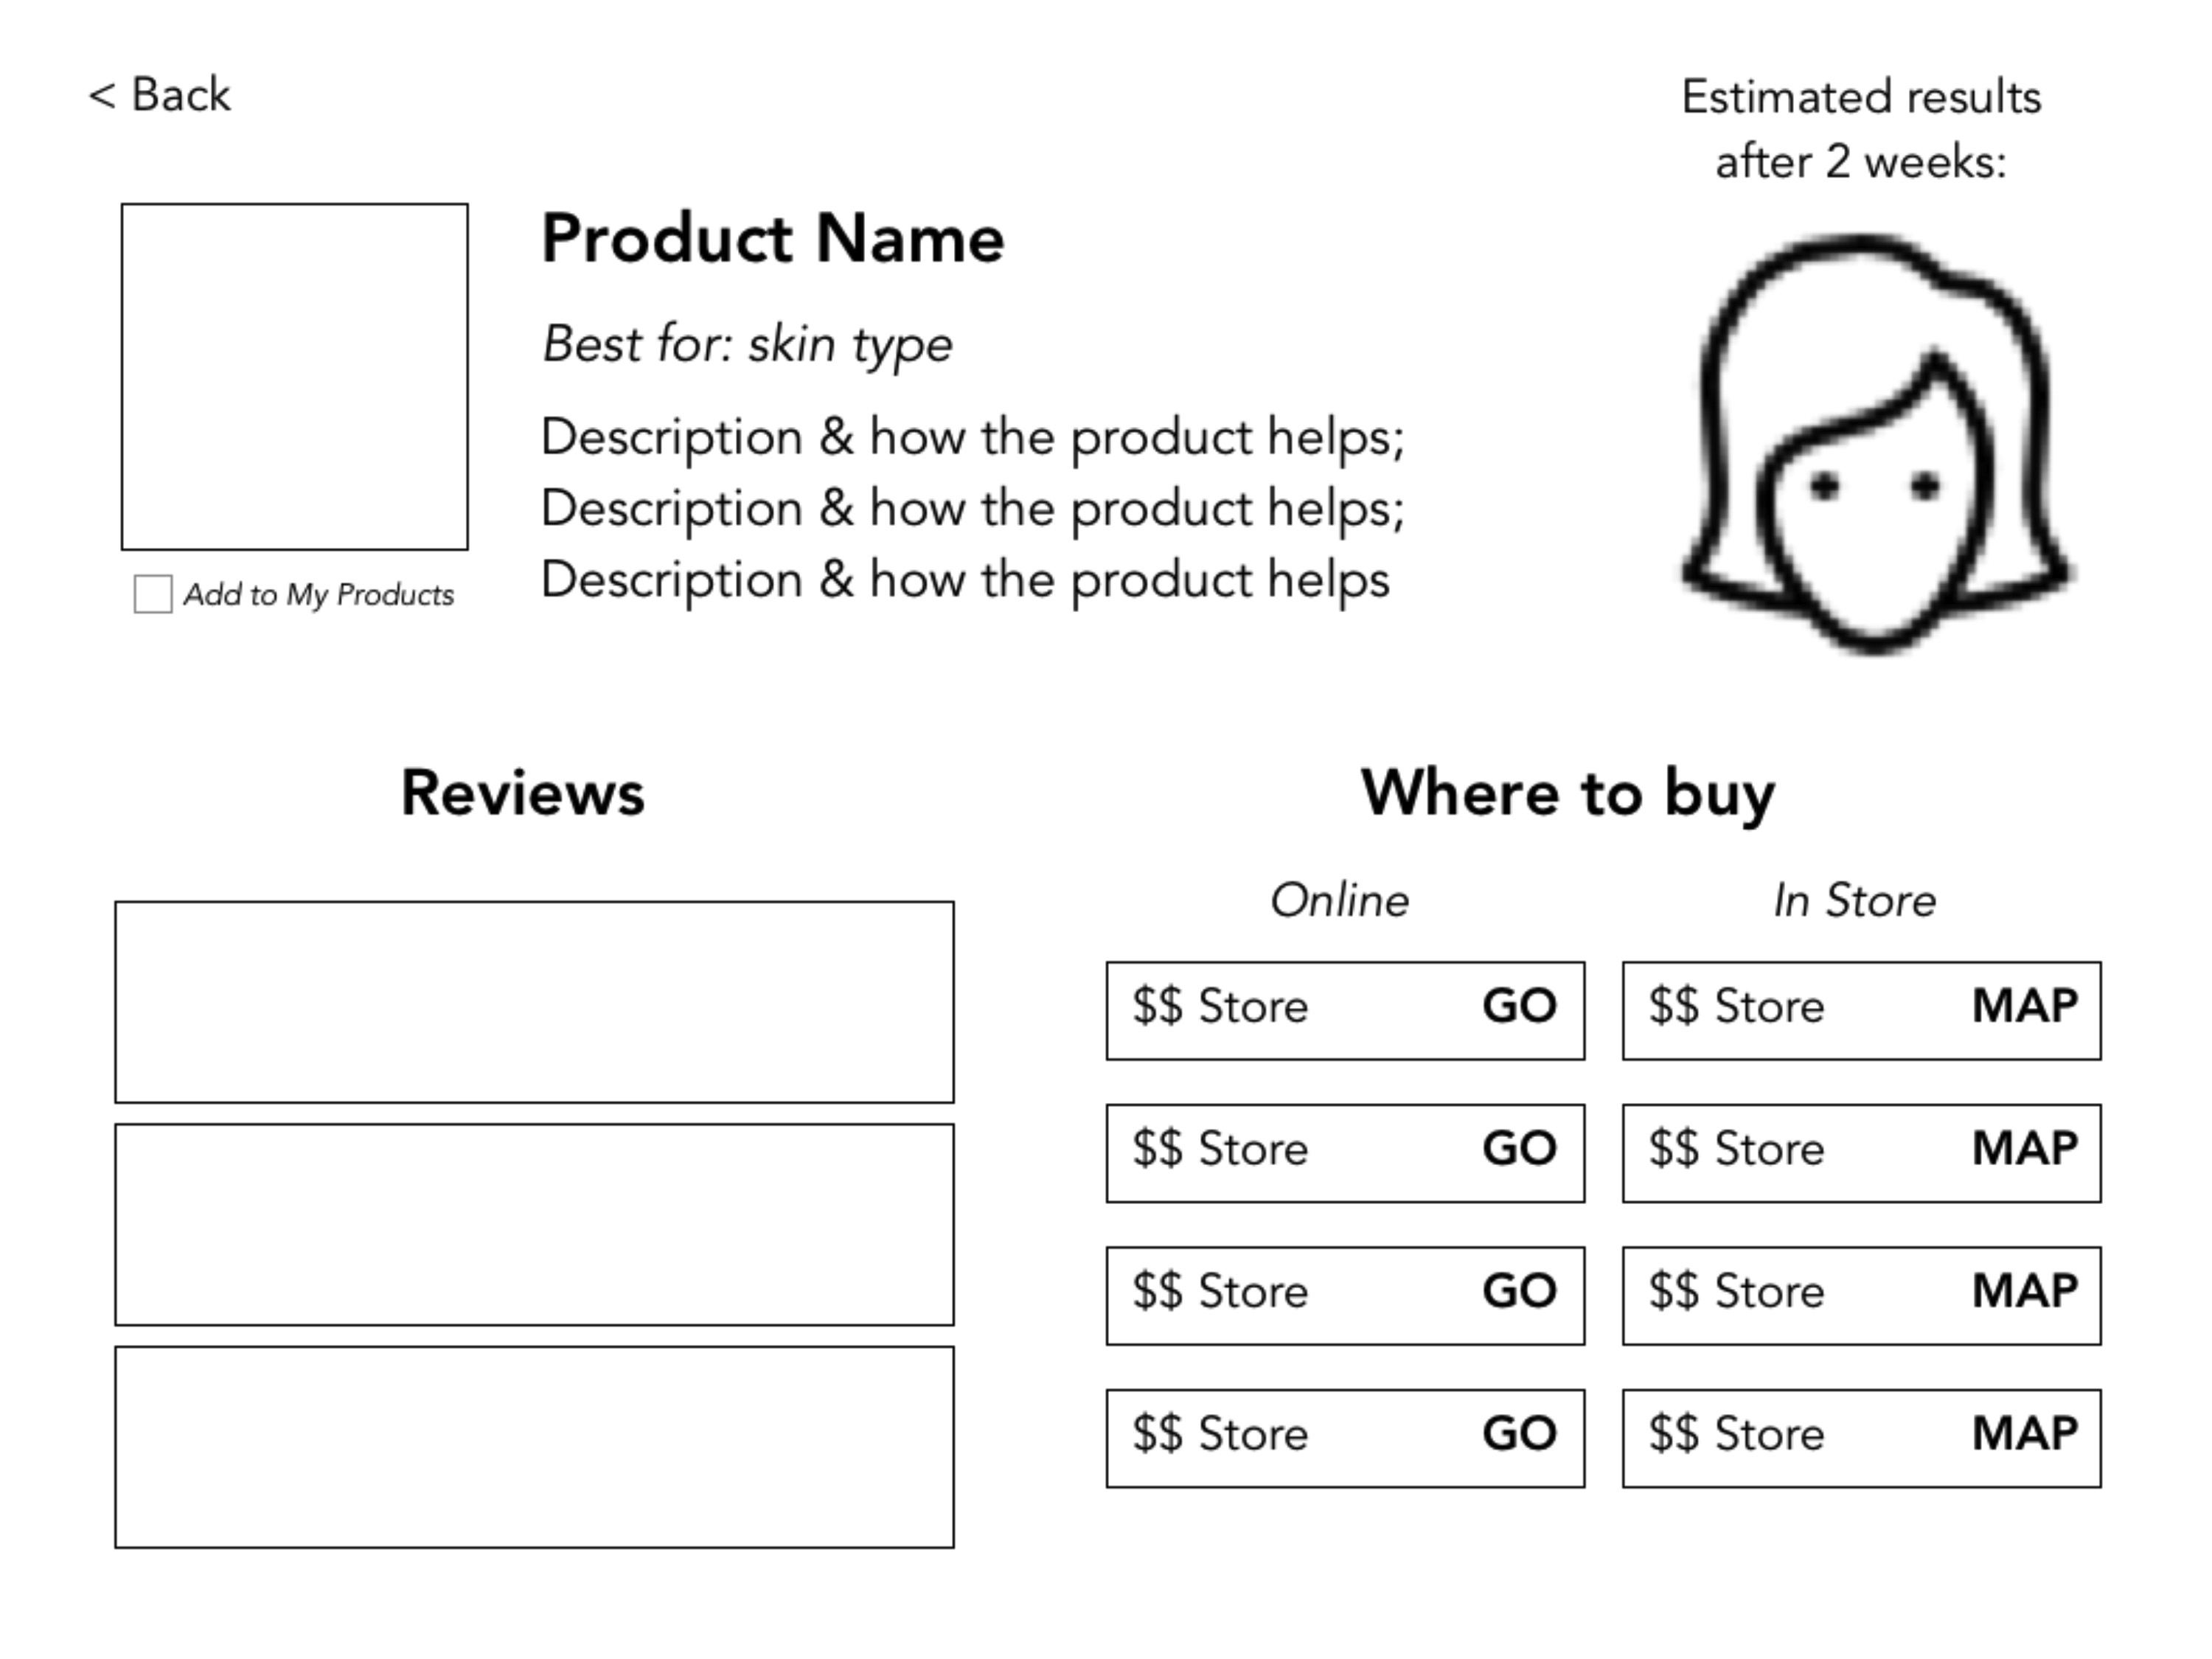 < Back
Estimated results
after 2 weeks:
Product Name
Best for: skin type
Description & how the product helps;
Description & how the product helps;
Description & how the product helps
Add to My Products
Reviews
Where to buy
Online
In Store
$$ Store GO
$$ Store MAP
$$ Store GO
$$ Store MAP
$$ Store GO
$$ Store MAP
$$ Store GO
$$ Store MAP